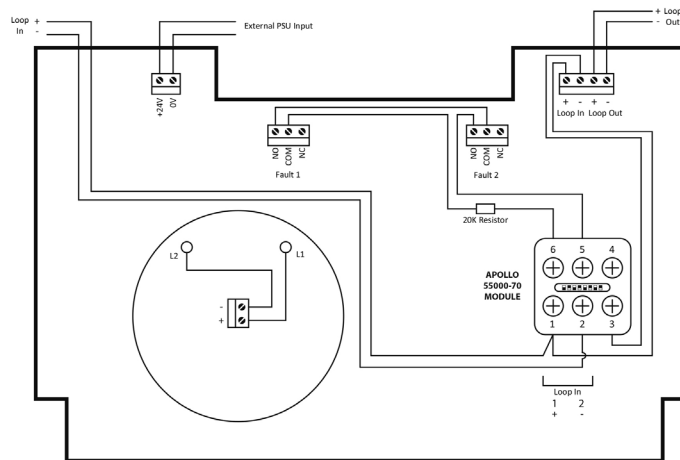 Loop +
In -
External PSU Input
+ Loop
- Out
+24V
0V
+ - + -
Loop In Loop Out
NO
COM
NC
Fault 1
NO
COM
NC
Fault 2
20K Resistor
L2
L1
-
+
APOLLO
55000-70
MODULE
6 5 4
1 2 3
Loop In
1 2
+ -